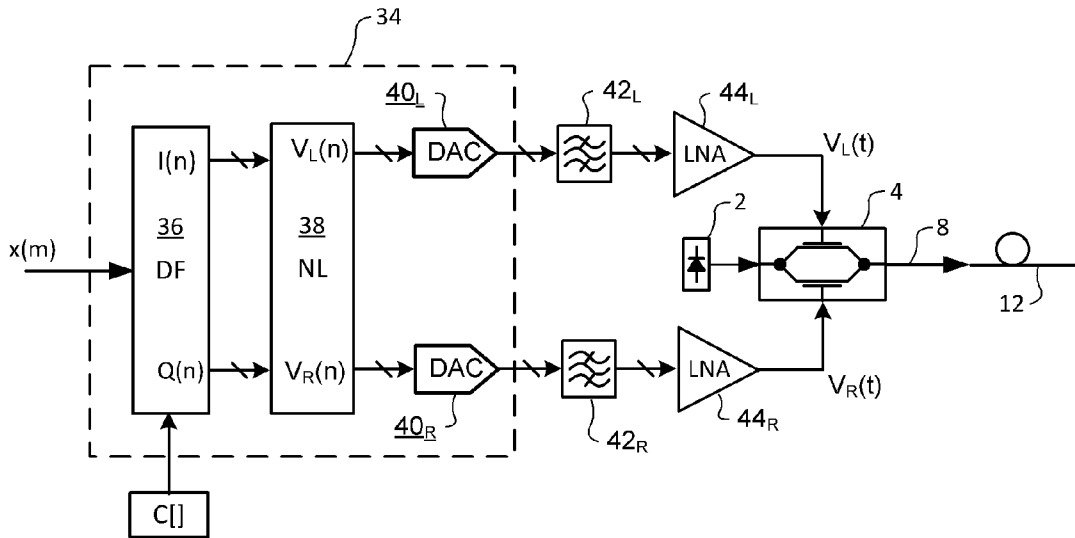 34
40L
42L
44L
I(n)
VL(n)
DAC
LNA
VL(t)
2
4
8
x(m)
36
DF
38
NL
12
Q(n)
VR(n)
DAC
LNA
VR(t)
40R
42R
44R
C[]